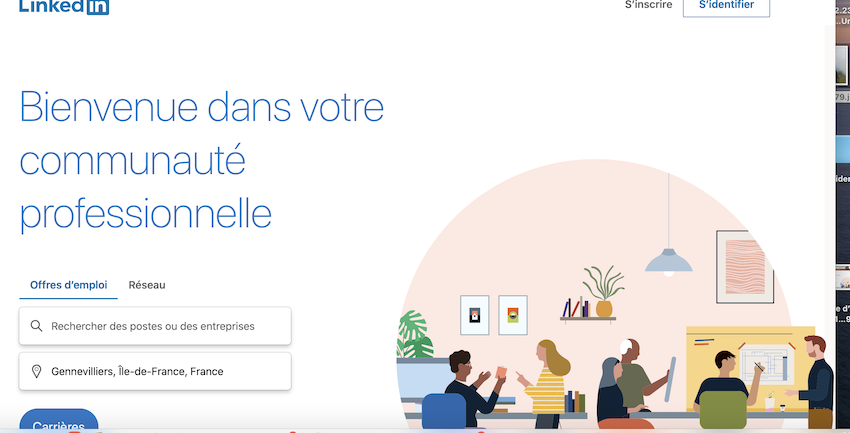 LinkedIn
S'inscrire
S'identifier
Bienvenue dans votre
communauté
professionnelle
Offres d'emploi
Réseau
Rechercher des postes ou des entreprises
Gennevilliers, Île-de-France, France
Carrières